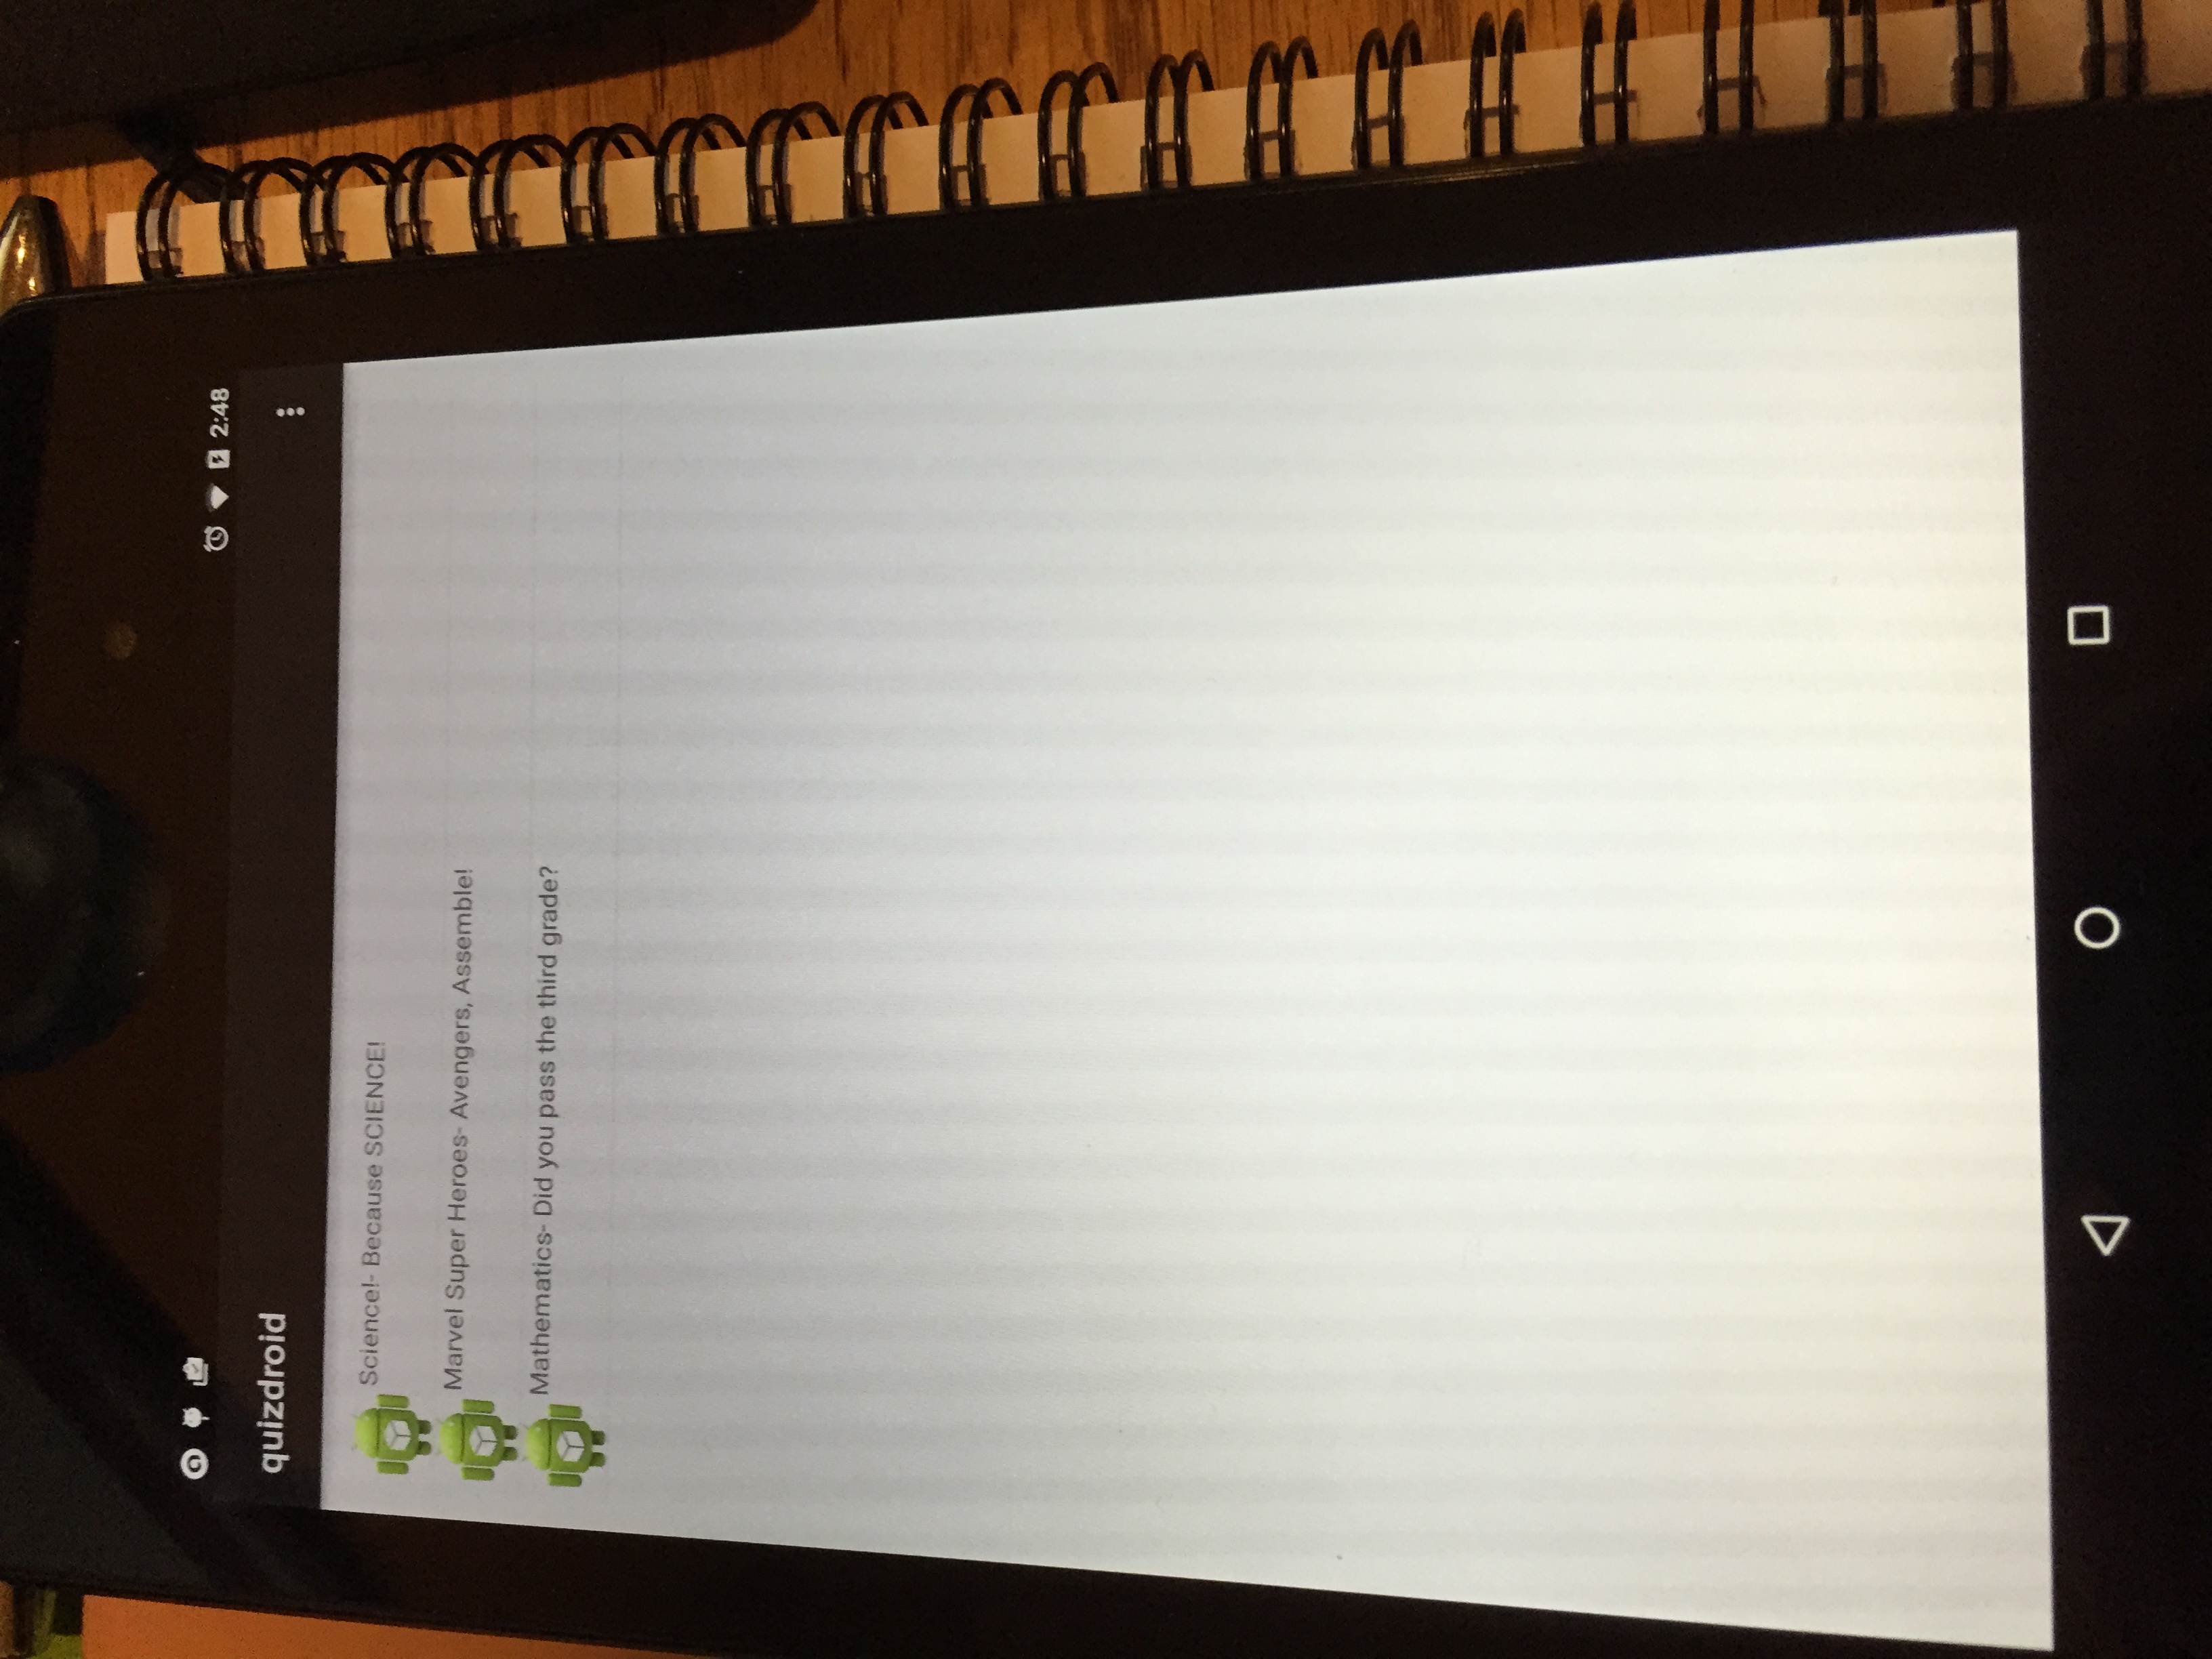 2:48
quizdroid
Science!- Because SCIENCE!
Marvel Super Heroes- Avengers, Assemble!
Mathematics- Did you pass the third grade?